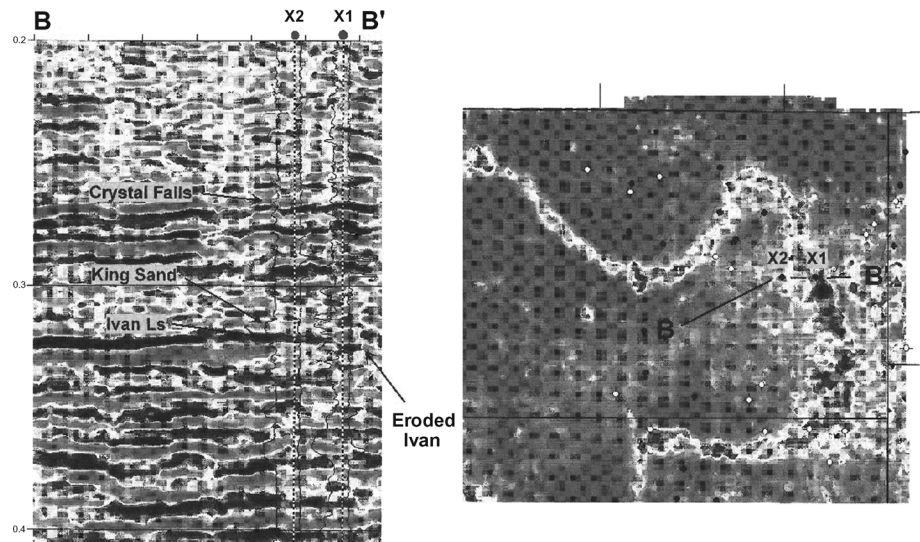 B X2 X1 B'
0.2
Crystal Falls
King Sand
0.3
Ivan Ls
Eroded
Ivan
0.4
X2 X1
B B'